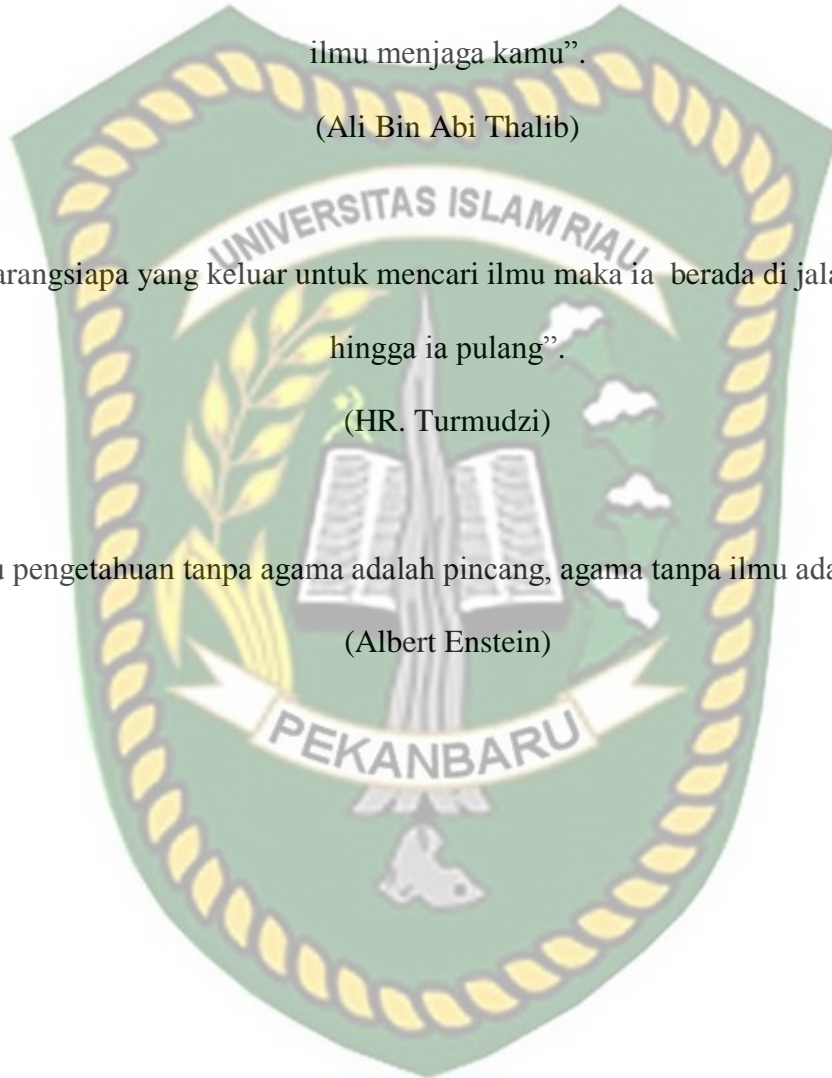 ilmu menjaga kamu”.
(Ali Bin Abi Thalib)
UNIVERSITAS ISLAM RIAU
arangsiapa yang keluar untuk mencari ilmu maka ia berada di jala
hingga ia pulang”.
(HR. Turmudzi)
u pengetahuan tanpa agama adalah pincang, agama tanpa ilmu ada
(Albert Enstein)
PEKANBARU